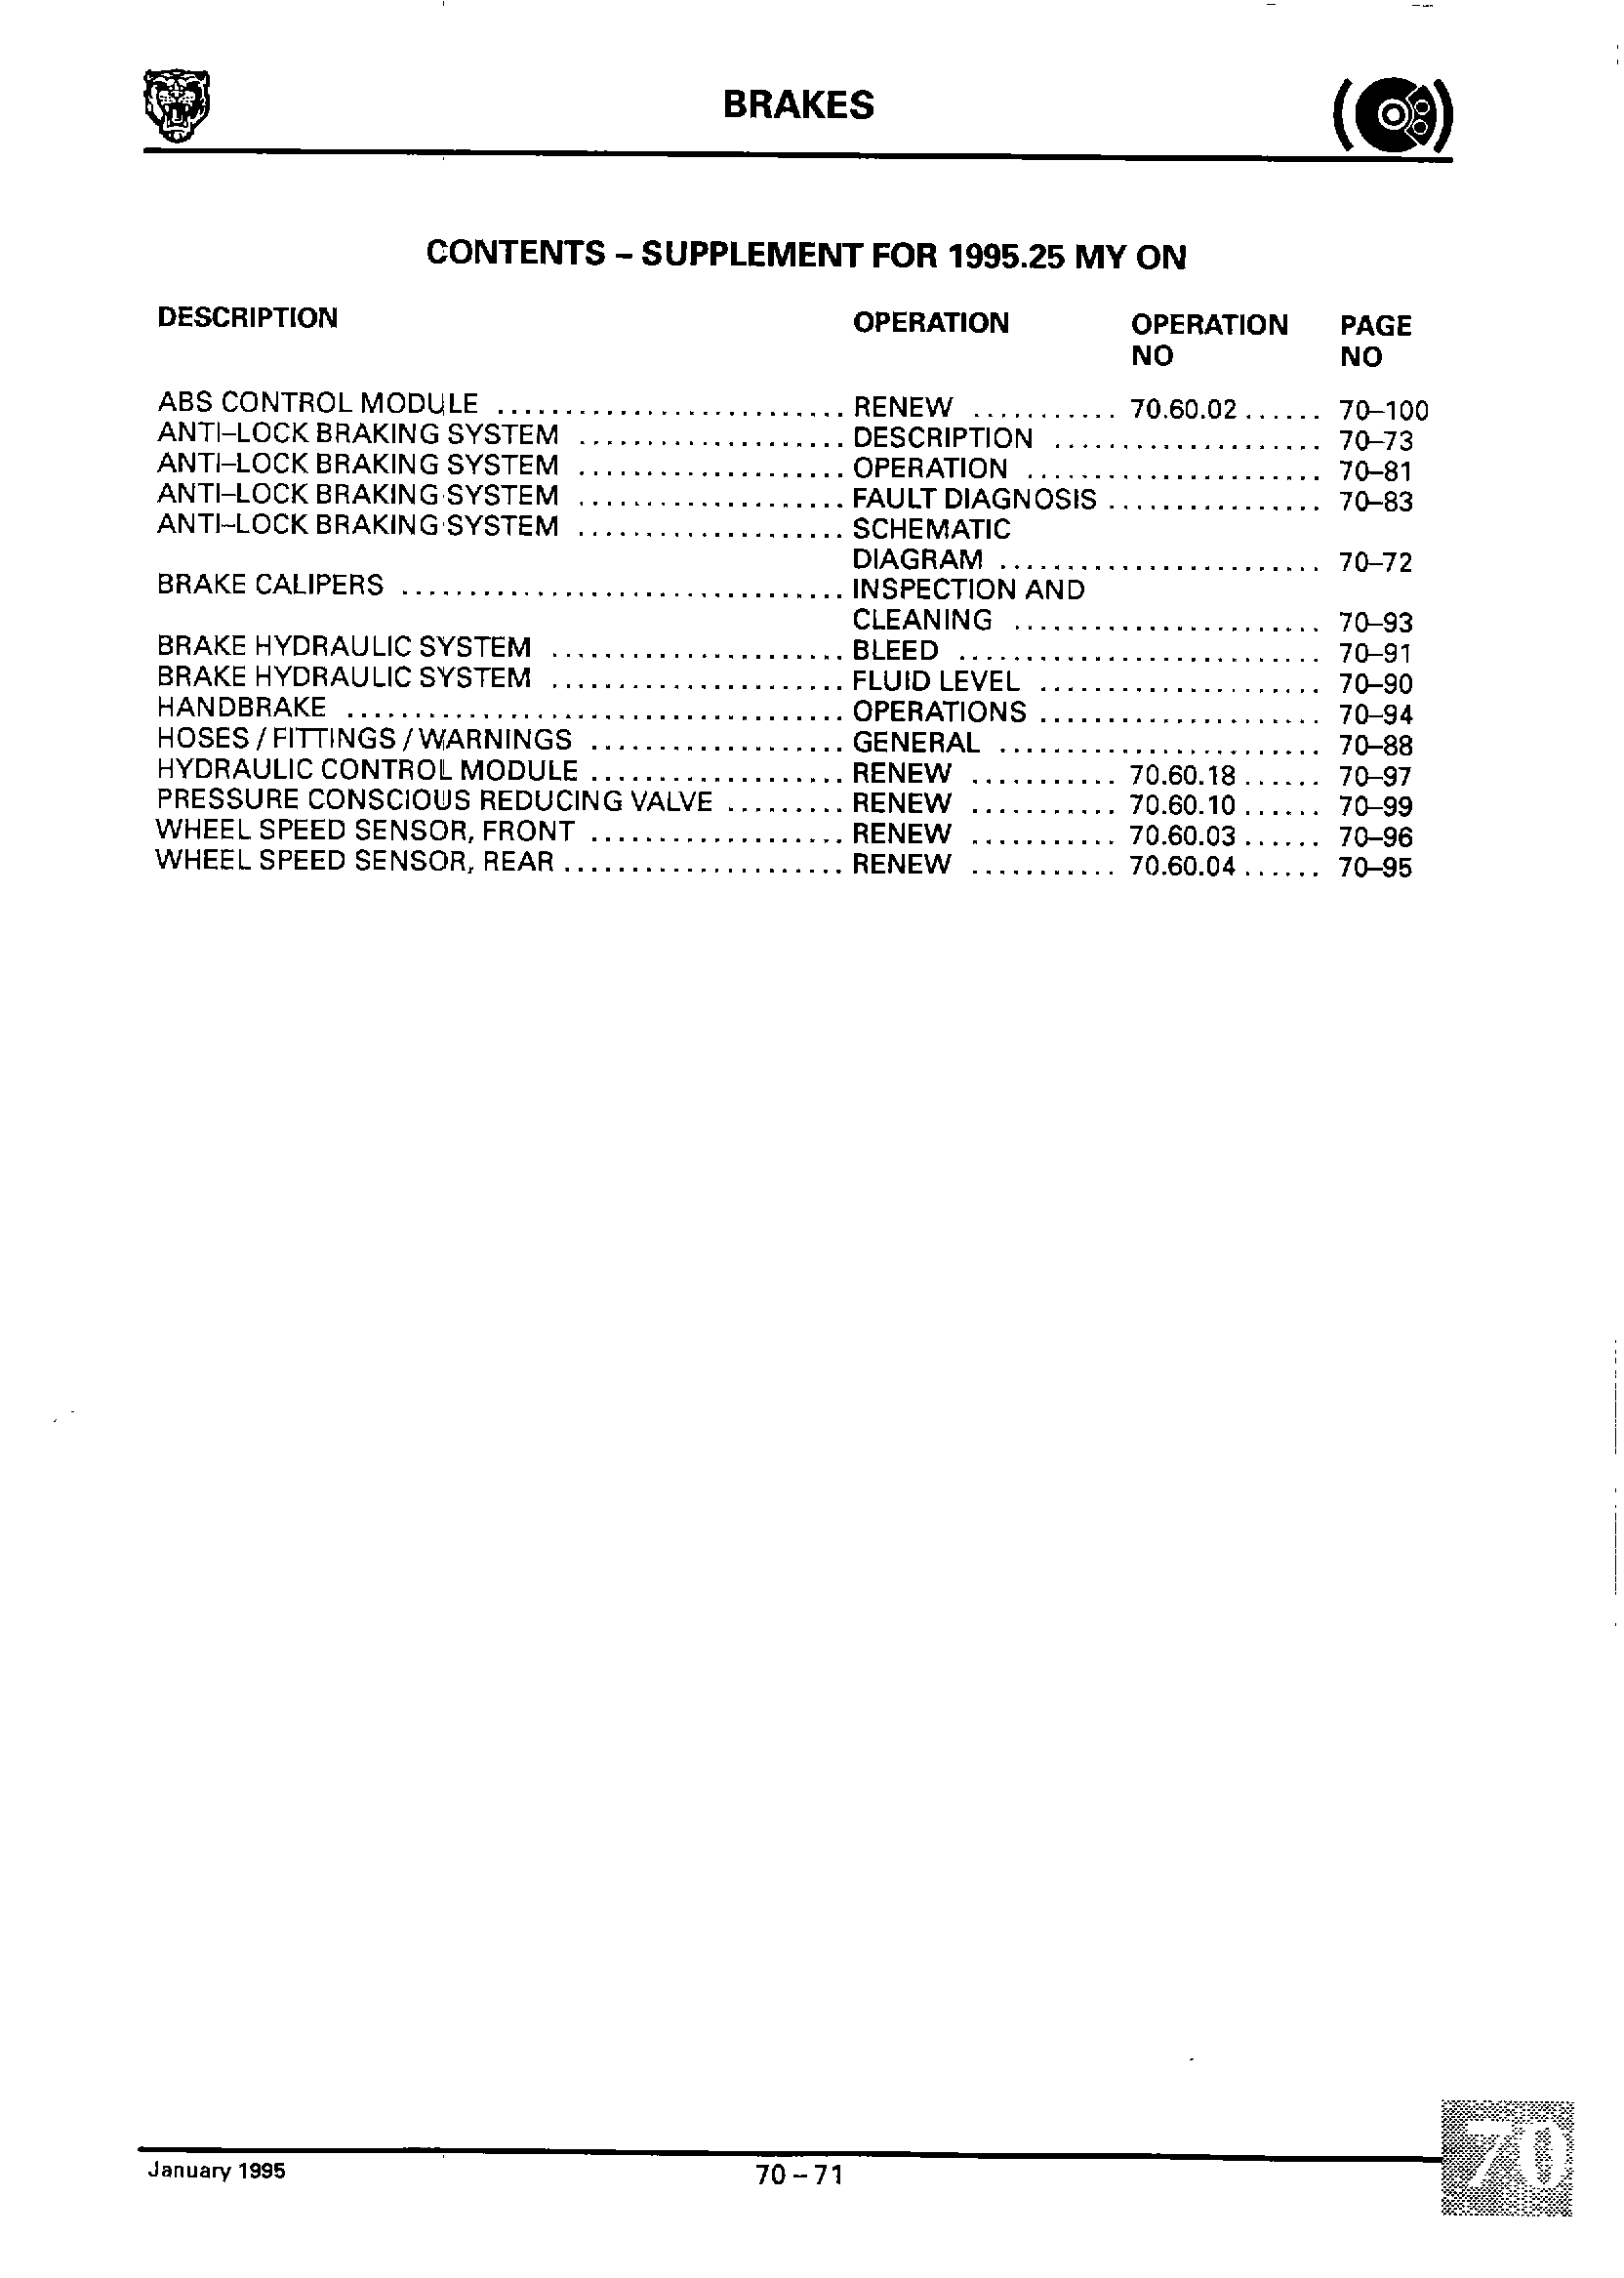 BRAKES
CONTENTS – SUPPLEMENT FOR 1995.25 MY ON
DESCRIPTION OPERATION OPERATION NO PAGE NO
ABS CONTROL MODULE .......................... RENEW ........... 70.60.02 ...... 70–100
ANTI–LOCK BRAKING SYSTEM .................... DESCRIPTION .................... 70–73
ANTI–LOCK BRAKING SYSTEM .................... OPERATION ...................... 70–81
ANTI–LOCK BRAKING SYSTEM .................... FAULT DIAGNOSIS ................ 70–83
ANTI–LOCK BRAKING SYSTEM .................... SCHEMATIC
DIAGRAM ........................ 70–72
BRAKE CALIPERS ................................. INSPECTION AND
CLEANING ....................... 70–93
BRAKE HYDRAULIC SYSTEM ...................... BLEED ........................... 70–91
BRAKE HYDRAULIC SYSTEM ...................... FLUID LEVEL ..................... 70–90
HANDBRAKE ..................................... OPERATIONS ..................... 70–94
HOSES / FITTINGS / WARNINGS ................... GENERAL ........................ 70–88
HYDRAULIC CONTROL MODULE ................... RENEW ........... 70.60.18 ...... 70–97
PRESSURE CONSCIOUS REDUCING VALVE ......... RENEW ........... 70.60.10 ...... 70–99
WHEEL SPEED SENSOR, FRONT ................... RENEW ........... 70.60.03 ...... 70–96
WHEEL SPEED SENSOR, REAR ..................... RENEW ........... 70.60.04 ...... 70–95
January 1995 70 – 71
70